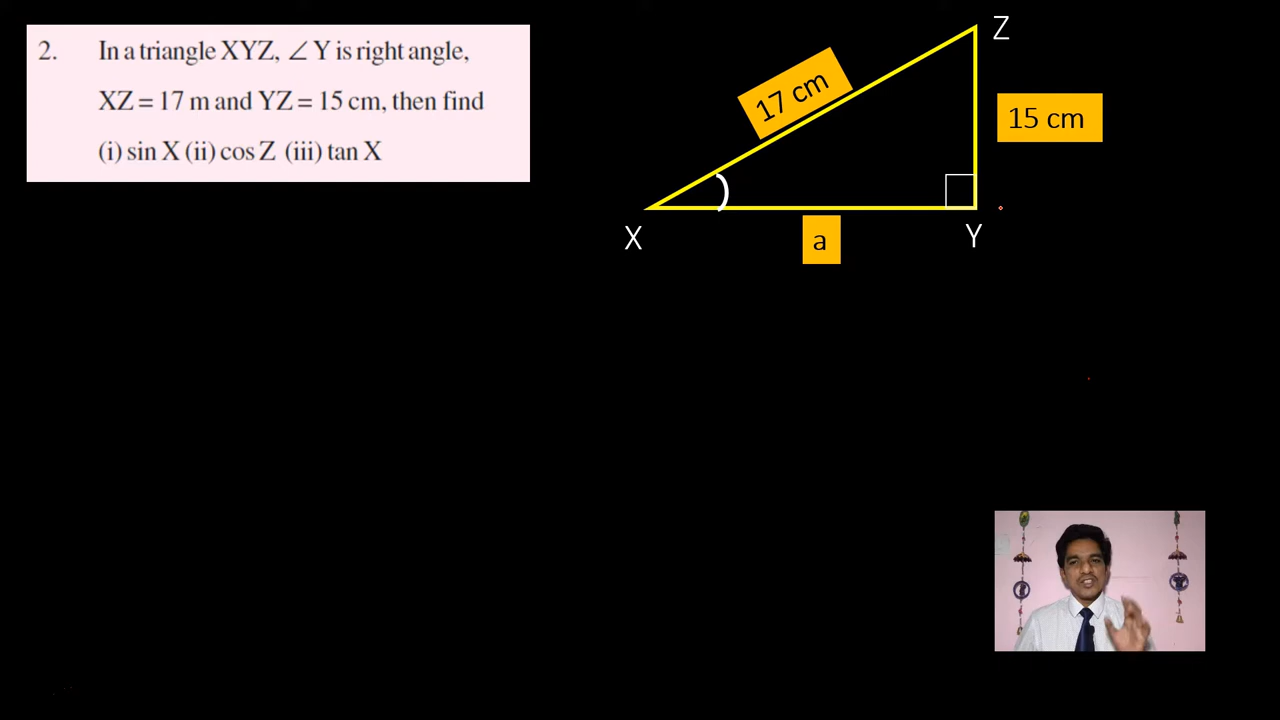 2. In a triangle XYZ, ∠Y is right angle,
XZ = 17 m and YZ = 15 cm, then find
(i) sin X (ii) cos Z (iii) tan X
Z
17 cm
15 cm
X
a
Y